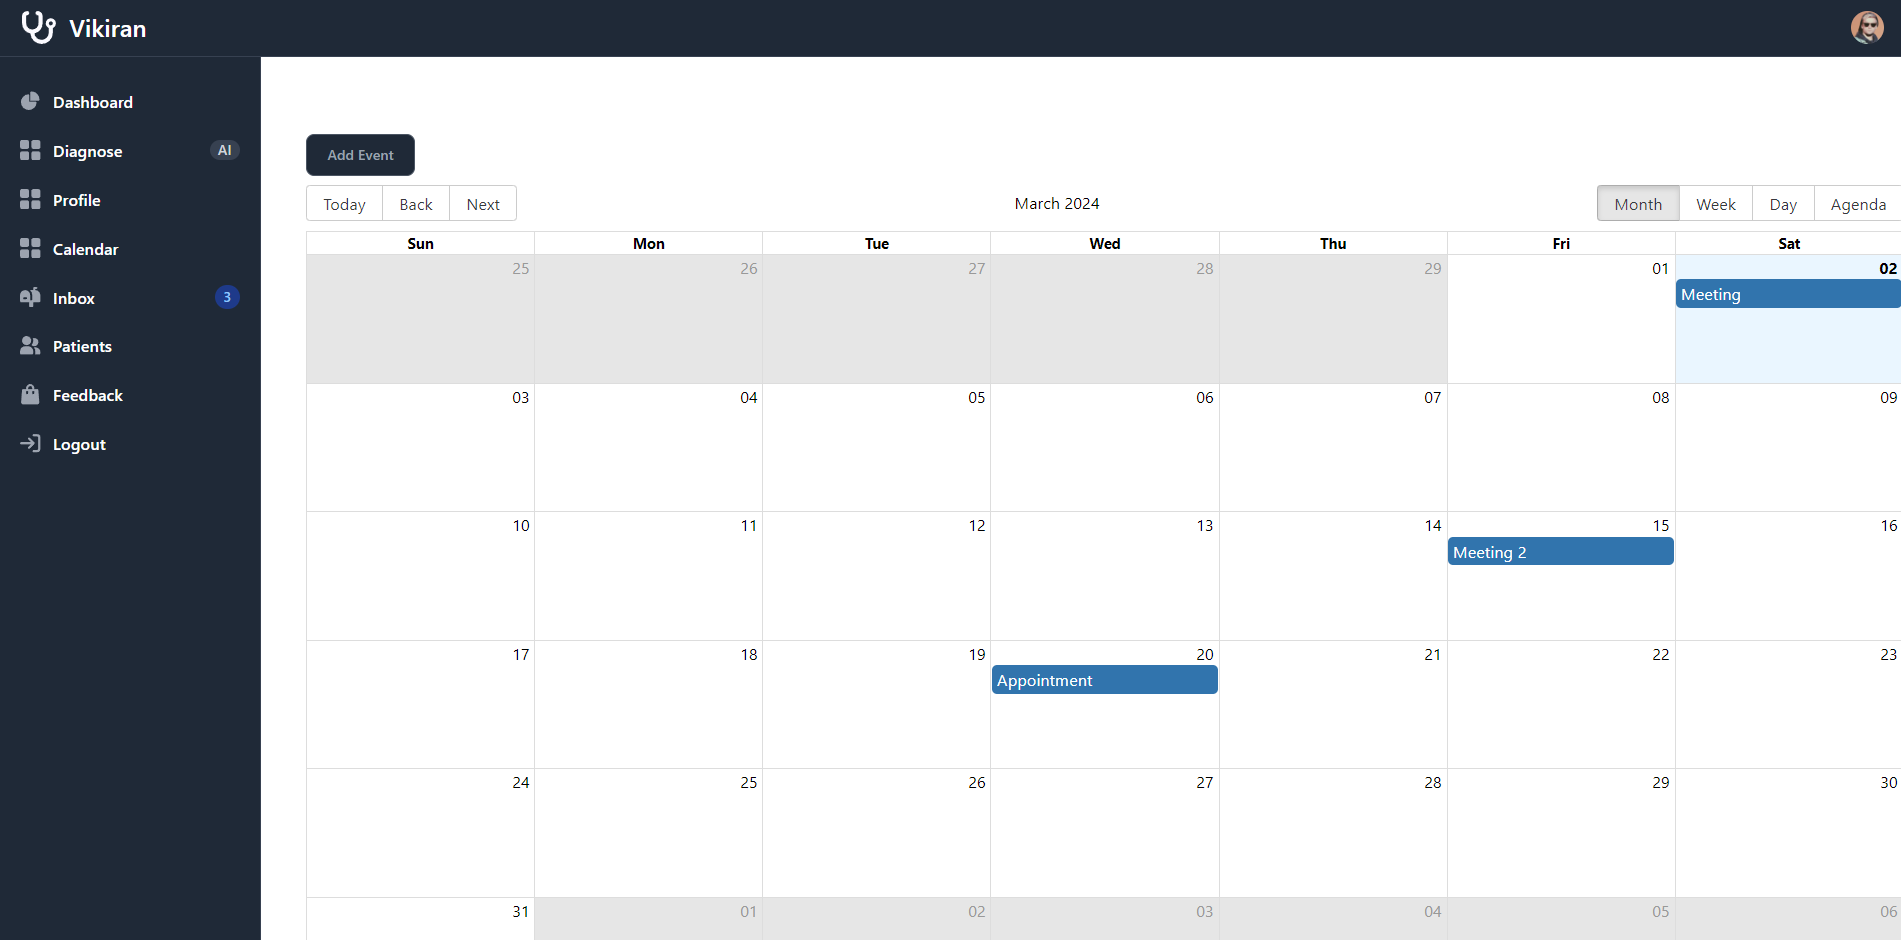 Vikiran
Dashboard
Diagnose AI
Profile
Calendar
Inbox 3
Patients
Feedback
Logout
Add Event
Today Back Next March 2024 Month Week Day Agenda
Sun Mon Tue Wed Thu Fri Sat
25 26 27 28 29 01 02
Meeting
03 04 05 06 07 08 09
10 11 12 13 14 15 16
Meeting 2
17 18 19 20 21 22 23
Appointment
24 25 26 27 28 29 30
31 01 02 03 04 05 06